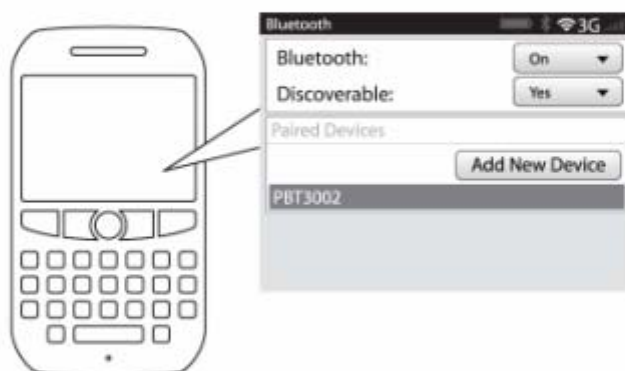 Bluetooth 3G
Bluetooth: On
Discoverable: Yes
Paired Devices
Add New Device
PBT3002